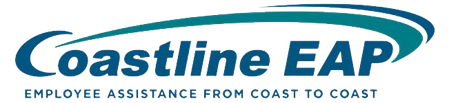 Coastline EAP
EMPLOYEE ASSISTANCE FROM COAST TO COAST